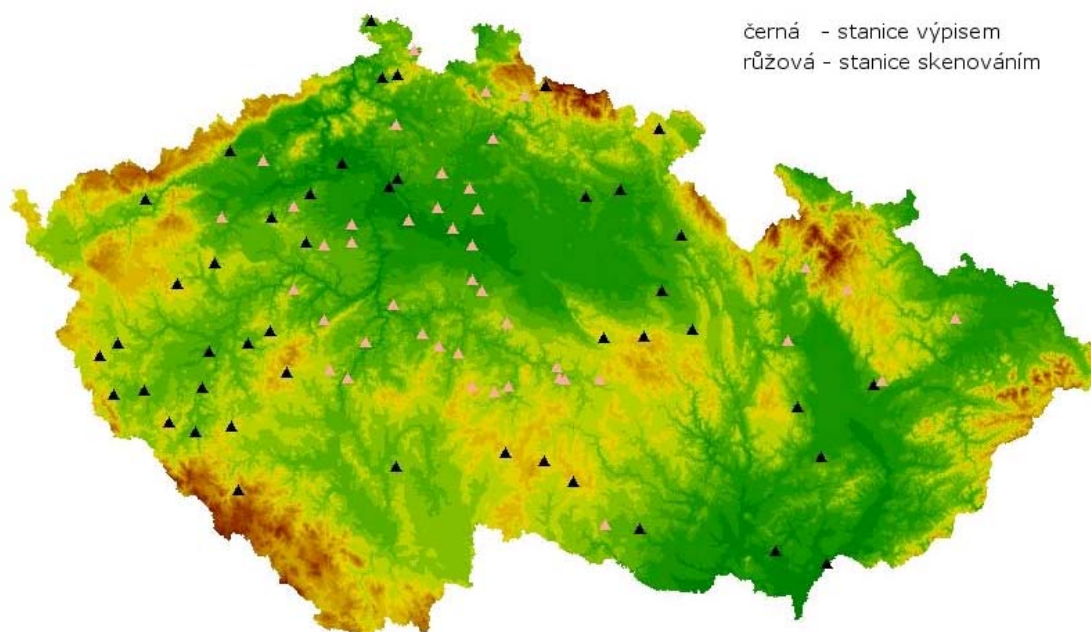 černá - stanice výpisem
růžová - stanice skenováním